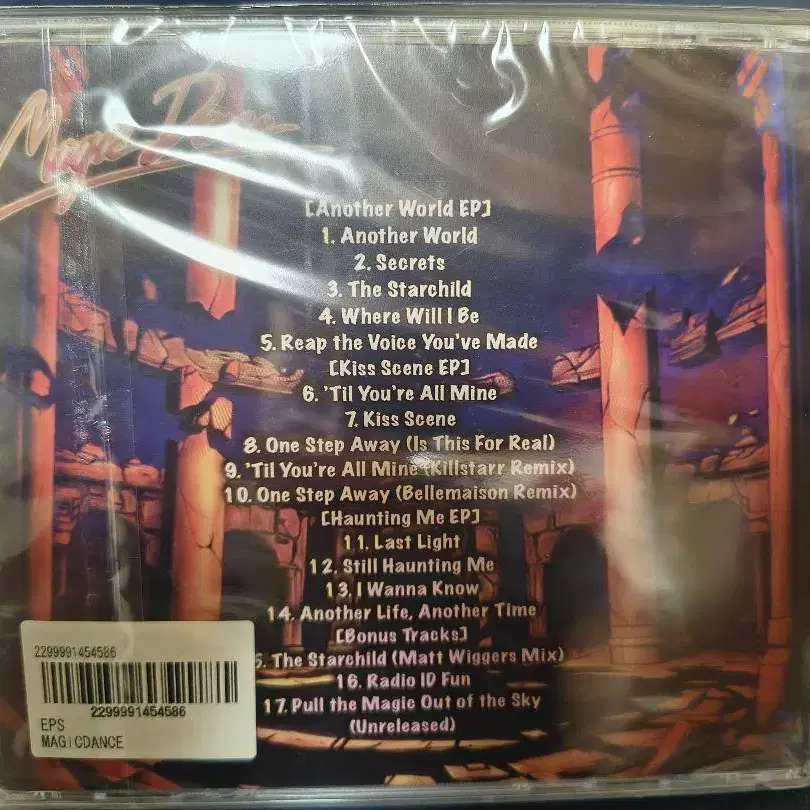 Magic Dance
[Another World EP]
1. Another World
2. Secrets
3. The Starchild
4. Where Will I Be
5. Reap the Voice You've Made
[Kiss Scene EP]
6. 'Til You're All Mine
7. Kiss Scene
8. One Step Away (Is This For Real)
9. 'Til You're All Mine (Killstarr Remix)
10. One Step Away (Bellemaison Remix)
[Haunting Me EP]
11. Last Light
12. Still Haunting Me
13. I Wanna Know
14. Another Life, Another Time
[Bonus Tracks]
5. The Starchild (Matt Wiggers Mix)
16. Radio ID Fun
17. Pull the Magic Out of the Sky
(Unreleased)
2299991454586
2299991454586
EPS
MAGICDANCE